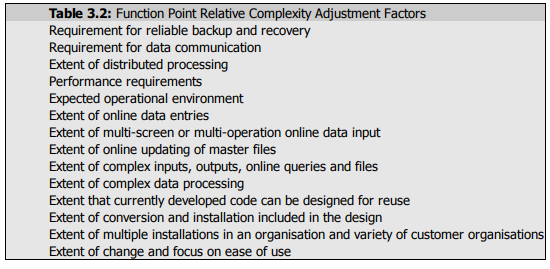 Table 3.2: Function Point Relative Complexity Adjustment Factors
Requirement for reliable backup and recovery
Requirement for data communication
Extent of distributed processing
Performance requirements
Expected operational environment
Extent of online data entries
Extent of multi-screen or multi-operation online data input
Extent of online updating of master files
Extent of complex inputs, outputs, online queries and files
Extent of complex data processing
Extent that currently developed code can be designed for reuse
Extent of conversion and installation included in the design
Extent of multiple installations in an organisation and variety of customer organisations
Extent of change and focus on ease of use